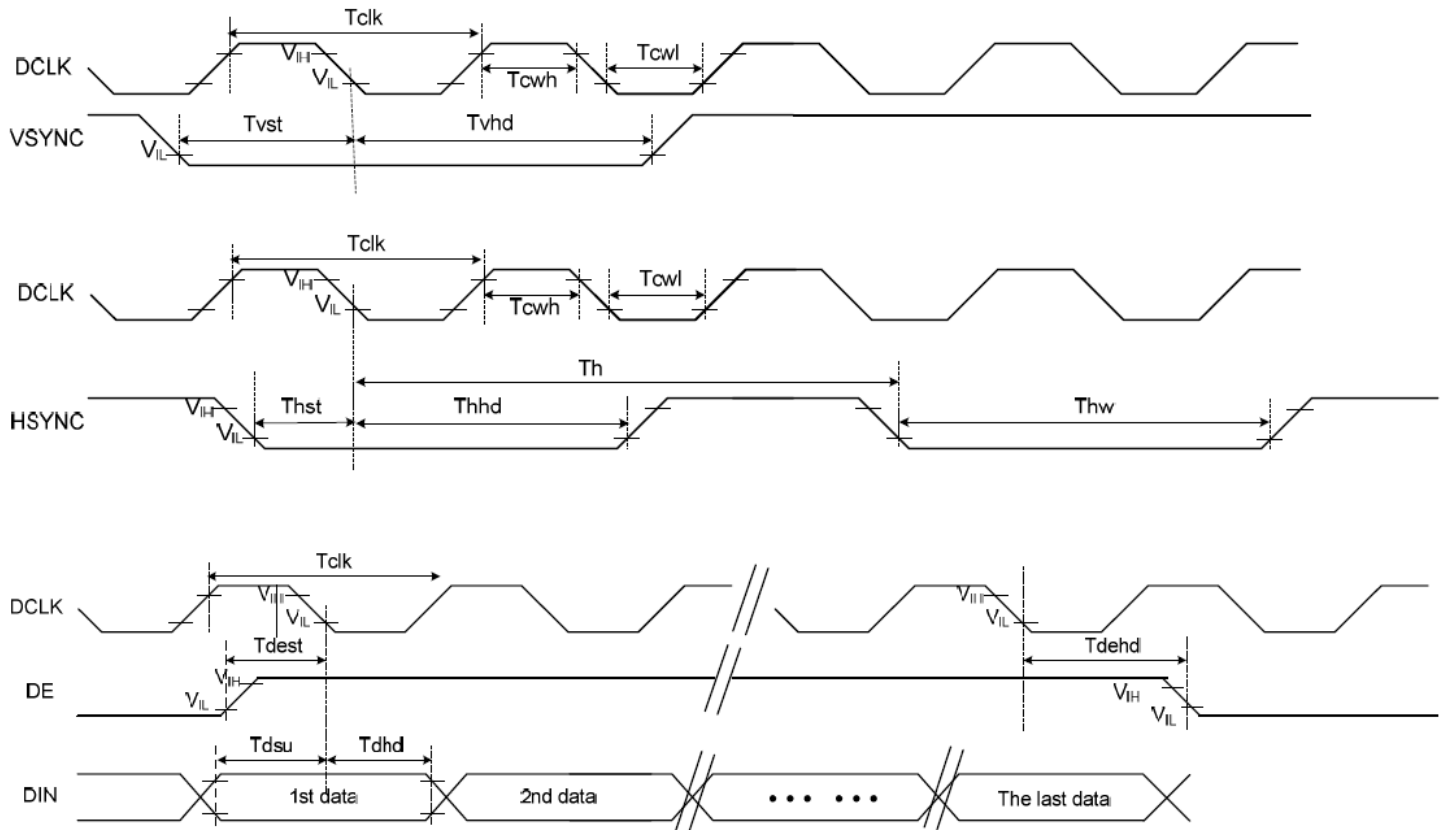 Tclk
DCLK
VIH
VIL
Tcwh
Tcwl
VSYNC
VIL
Tvst
Tvhd
Tclk
DCLK
VIH
VIL
Tcwh
Tcwl
Th
HSYNC
VIH
VIL
Thst
Thhd
Thw
Tclk
DCLK
VIH
VIL
VIH
VIL
Tdest
Tdehd
DE
VIH
VIL
VIH
VIL
Tdsu
Tdhd
DIN
1st data
2nd data
••• •••
The last data